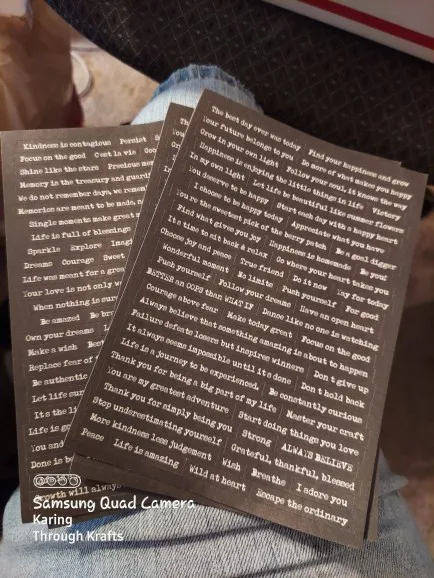 Kindness is contagious Persist
Focus on the good C'est la vie
Shine like the stars Precious
Memory is the treasury and
We do not remember days, we
Memories are meant to be made,
Single moments make great
Life is full of
Sparkle Explore
Dreams Courage Sweet
Life was meant for
Your love is not only
When nothing is
Be amazed
Own your dreams
Make a wish
Replace fear of
Be authentic
Let life
It's the
Life is
You and
Done is
Growth will always
The best day ever was today Find your happiness and grow
Your future belongs to you Do more of what makes you happy
Grow in your own light Follow your soul, it knows the way
Happiness is enjoying the little things in life Victory
In my own light Let life be beautiful like summer flowers
You deserve to be happy Start each day with a happy heart
I choose to be happy today Appreciate what you have
You're the sweetest pick of the berry patch Be a goal digger
Find what gives you joy Happiness is homemade Be you
It's time to sit back & relax Go where your heart takes you
Choose joy and peace True friend Do it now Yay for today
Wonderful moment No limits Push yourself For good
Push yourself Follow your dreams Have an open heart
BETTER AN OOPS than WHAT IF Dance like no one is watching
Courage above fear Make today great Focus on the good
Always believe that something amazing is about to happen
Failure defeats losers but inspires winners Don't give up
It always seems impossible until it's done Don't hold back
Life is a journey to be experienced, Be constantly curious
Thank you for being a big part of my life Master your craft
You are my greatest adventure Start doing things you love
Thank you for simply being you Strong ALWAYS BELIEVE
Stop underestimating yourself Grateful, thankful, blessed
More kindness less judgement Wish Breathe I adore you
Peace Life is amazing Wild at heart Escape the ordinary
Samsung Quad Camera
Karing
Through Krafts